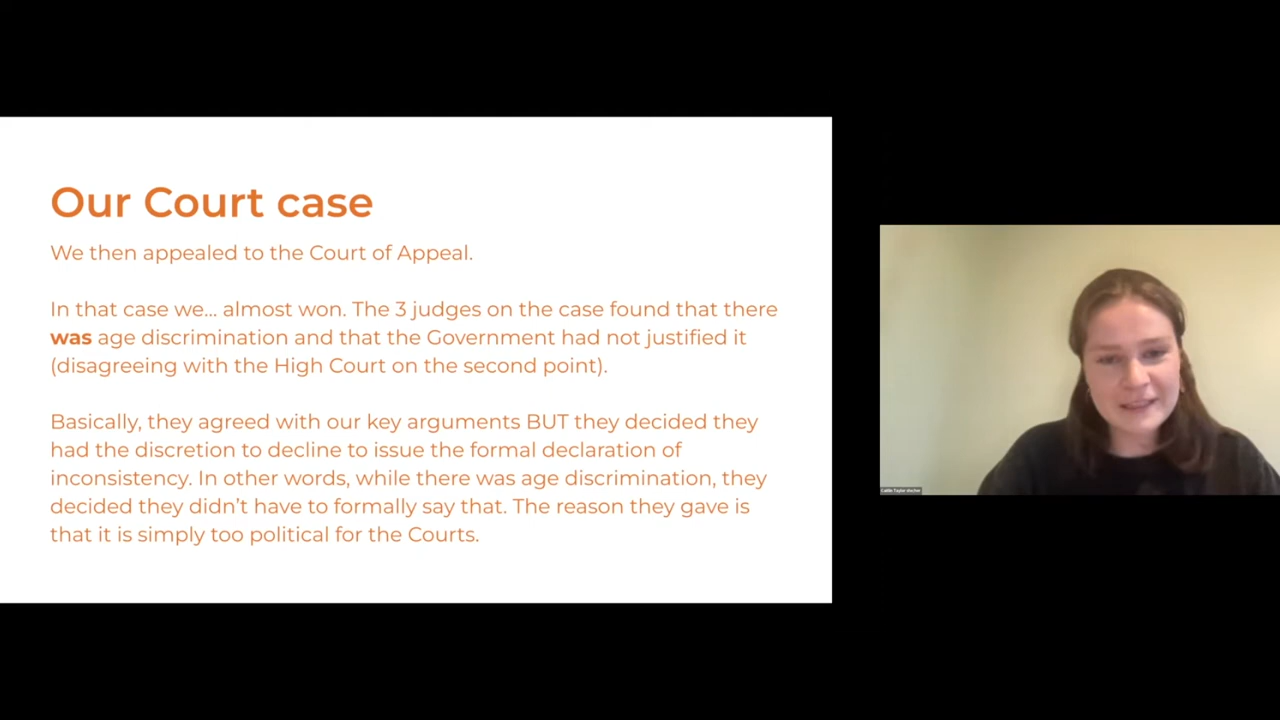 Our Court case
We then appealed to the Court of Appeal.
In that case we... almost won. The 3 judges on the case found that there
was age discrimination and that the Government had not justified it
(disagreeing with the High Court on the second point).
Basically, they agreed with our key arguments BUT they decided they
had the discretion to decline to issue the formal declaration of
inconsistency. In other words, while there was age discrimination, they
decided they didn’t have to formally say that. The reason they gave is
that it is simply too political for the Courts.